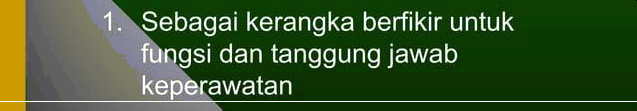 1. Sebagai kerangka berfikir untuk
fungsi dan tanggung jawab
keperawatan